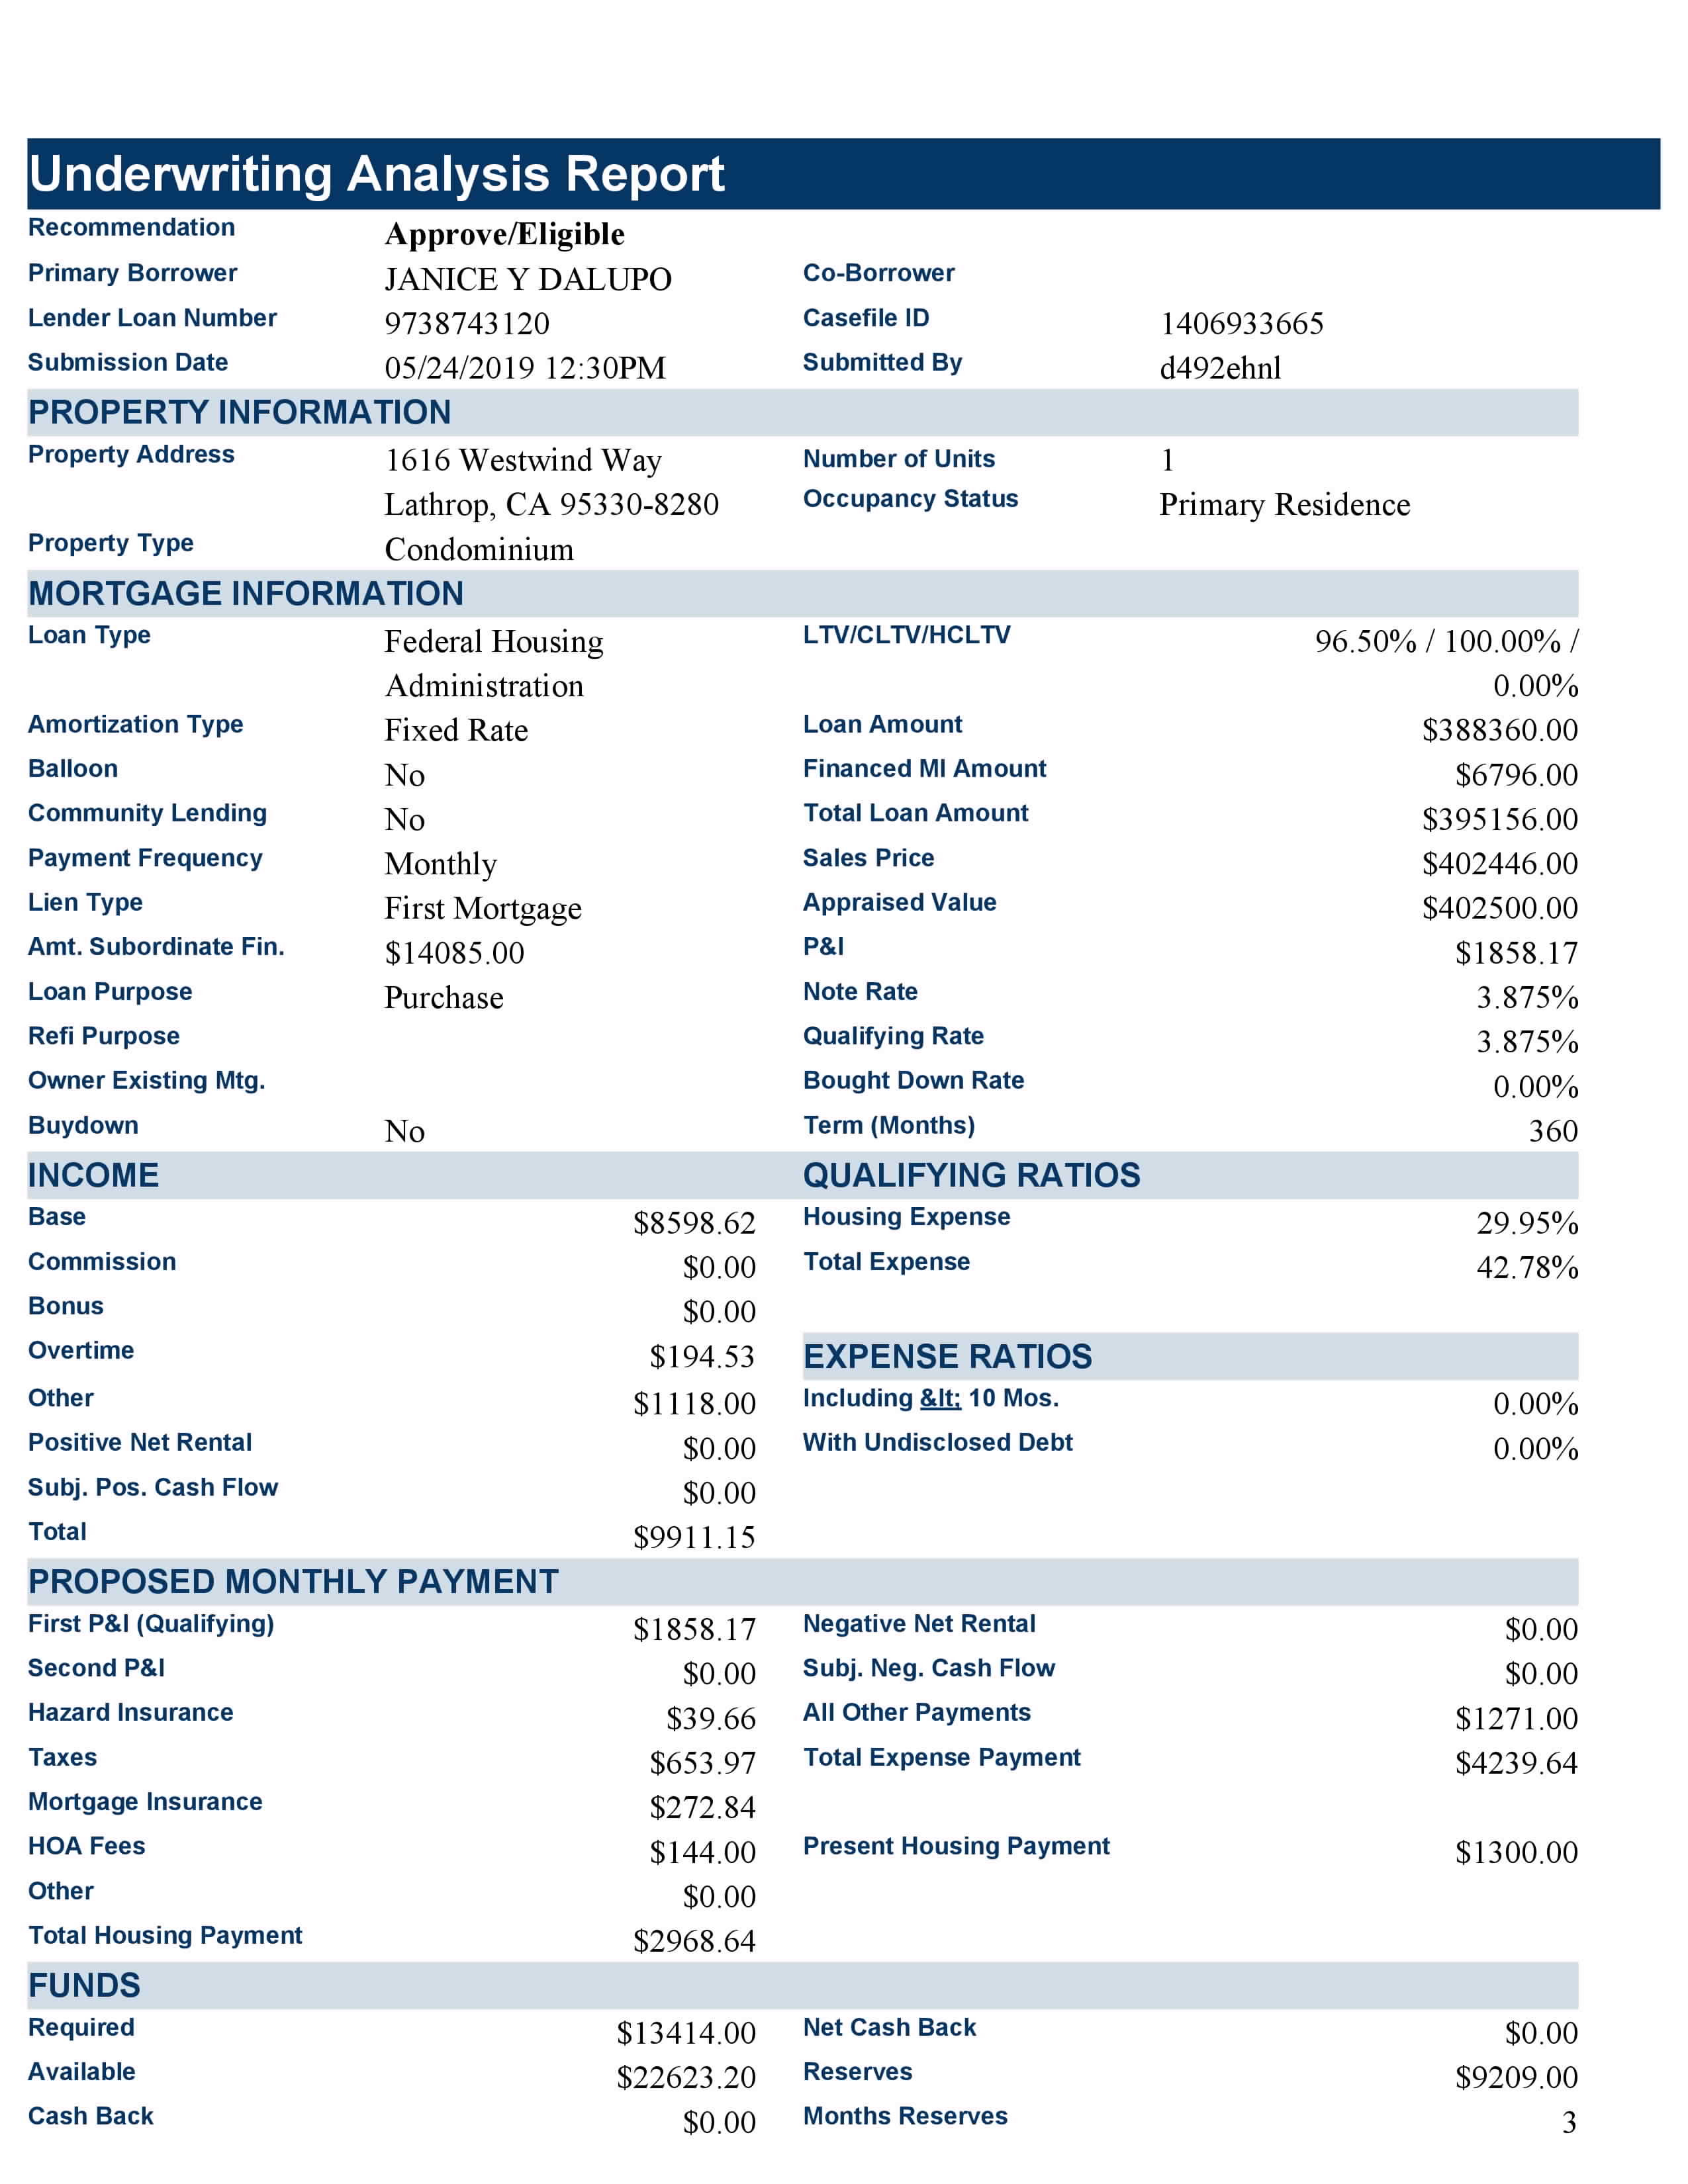 Underwriting Analysis Report
Recommendation Approve/Eligible
Primary Borrower JANICE Y DALUPO Co-Borrower
Lender Loan Number 9738743120 Casefile ID 1406933665
Submission Date 05/24/2019 12:30PM Submitted By d492ehnl
PROPERTY INFORMATION
Property Address 1616 Westwind Way Number of Units 1
Lathrop, CA 95330-8280 Occupancy Status Primary Residence
Property Type Condominium
MORTGAGE INFORMATION
Loan Type Federal Housing LTV/CLTV/HCLTV 96.50% / 100.00% /
Administration 0.00%
Amortization Type Fixed Rate Loan Amount $388360.00
Balloon No Financed MI Amount $6796.00
Community Lending No Total Loan Amount $395156.00
Payment Frequency Monthly Sales Price $402446.00
Lien Type First Mortgage Appraised Value $402500.00
Amt. Subordinate Fin. $14085.00 P&I $1858.17
Loan Purpose Purchase Note Rate 3.875%
Refi Purpose Qualifying Rate 3.875%
Owner Existing Mtg. Bought Down Rate 0.00%
Buydown No Term (Months) 360
INCOME QUALIFYING RATIOS
Base $8598.62 Housing Expense 29.95%
Commission $0.00 Total Expense 42.78%
Bonus $0.00
Overtime $194.53 EXPENSE RATIOS
Other $1118.00 Including &lt; 10 Mos. 0.00%
Positive Net Rental $0.00 With Undisclosed Debt 0.00%
Subj. Pos. Cash Flow $0.00
Total $9911.15
PROPOSED MONTHLY PAYMENT
First P&I (Qualifying) $1858.17 Negative Net Rental $0.00
Second P&I $0.00 Subj. Neg. Cash Flow $0.00
Hazard Insurance $39.66 All Other Payments $1271.00
Taxes $653.97 Total Expense Payment $4239.64
Mortgage Insurance $272.84
HOA Fees $144.00 Present Housing Payment $1300.00
Other $0.00
Total Housing Payment $2968.64
FUNDS
Required $13414.00 Net Cash Back $0.00
Available $22623.20 Reserves $9209.00
Cash Back $0.00 Months Reserves 3